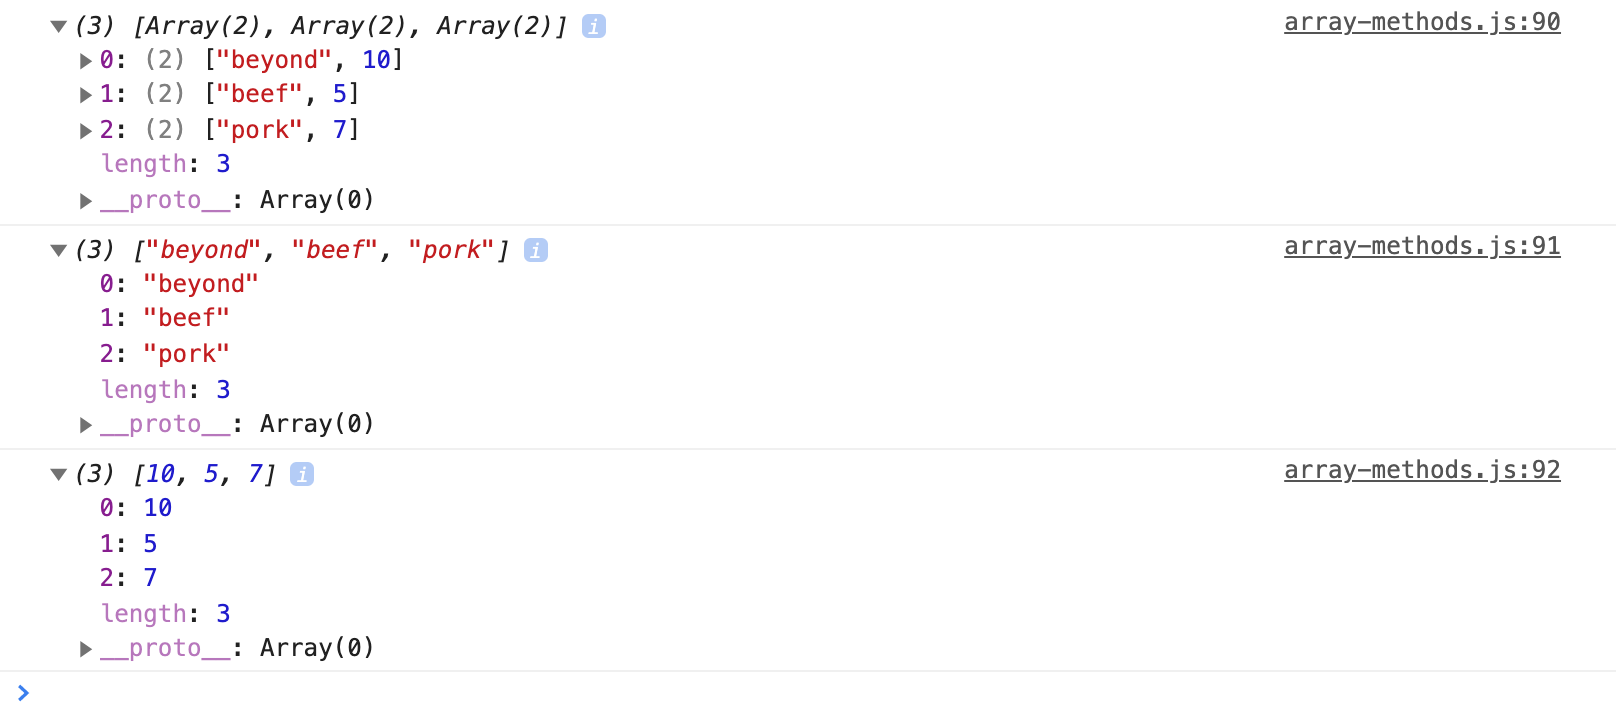 ▼(3) [Array(2), Array(2), Array(2)] i array-methods.js:90
▶0: (2) ["beyond", 10]
▶1: (2) ["beef", 5]
▶2: (2) ["pork", 7]
length: 3
▶__proto__: Array(0)
▼(3) ["beyond", "beef", "pork"] i array-methods.js:91
0: "beyond"
1: "beef"
2: "pork"
length: 3
▶__proto__: Array(0)
▼(3) [10, 5, 7] i array-methods.js:92
0: 10
1: 5
2: 7
length: 3
▶__proto__: Array(0)
>